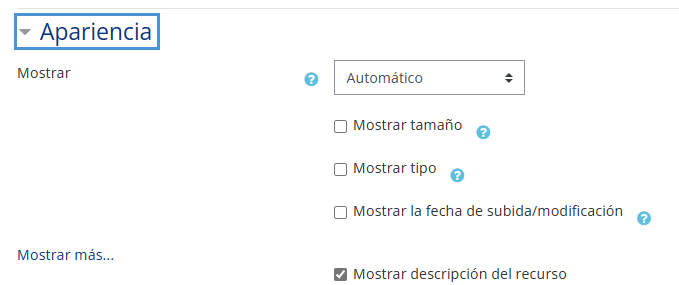 Apariencia
Mostrar
Automático
Mostrar tamaño
Mostrar tipo
Mostrar la fecha de subida/modificación
Mostrar más...
Mostrar descripción del recurso